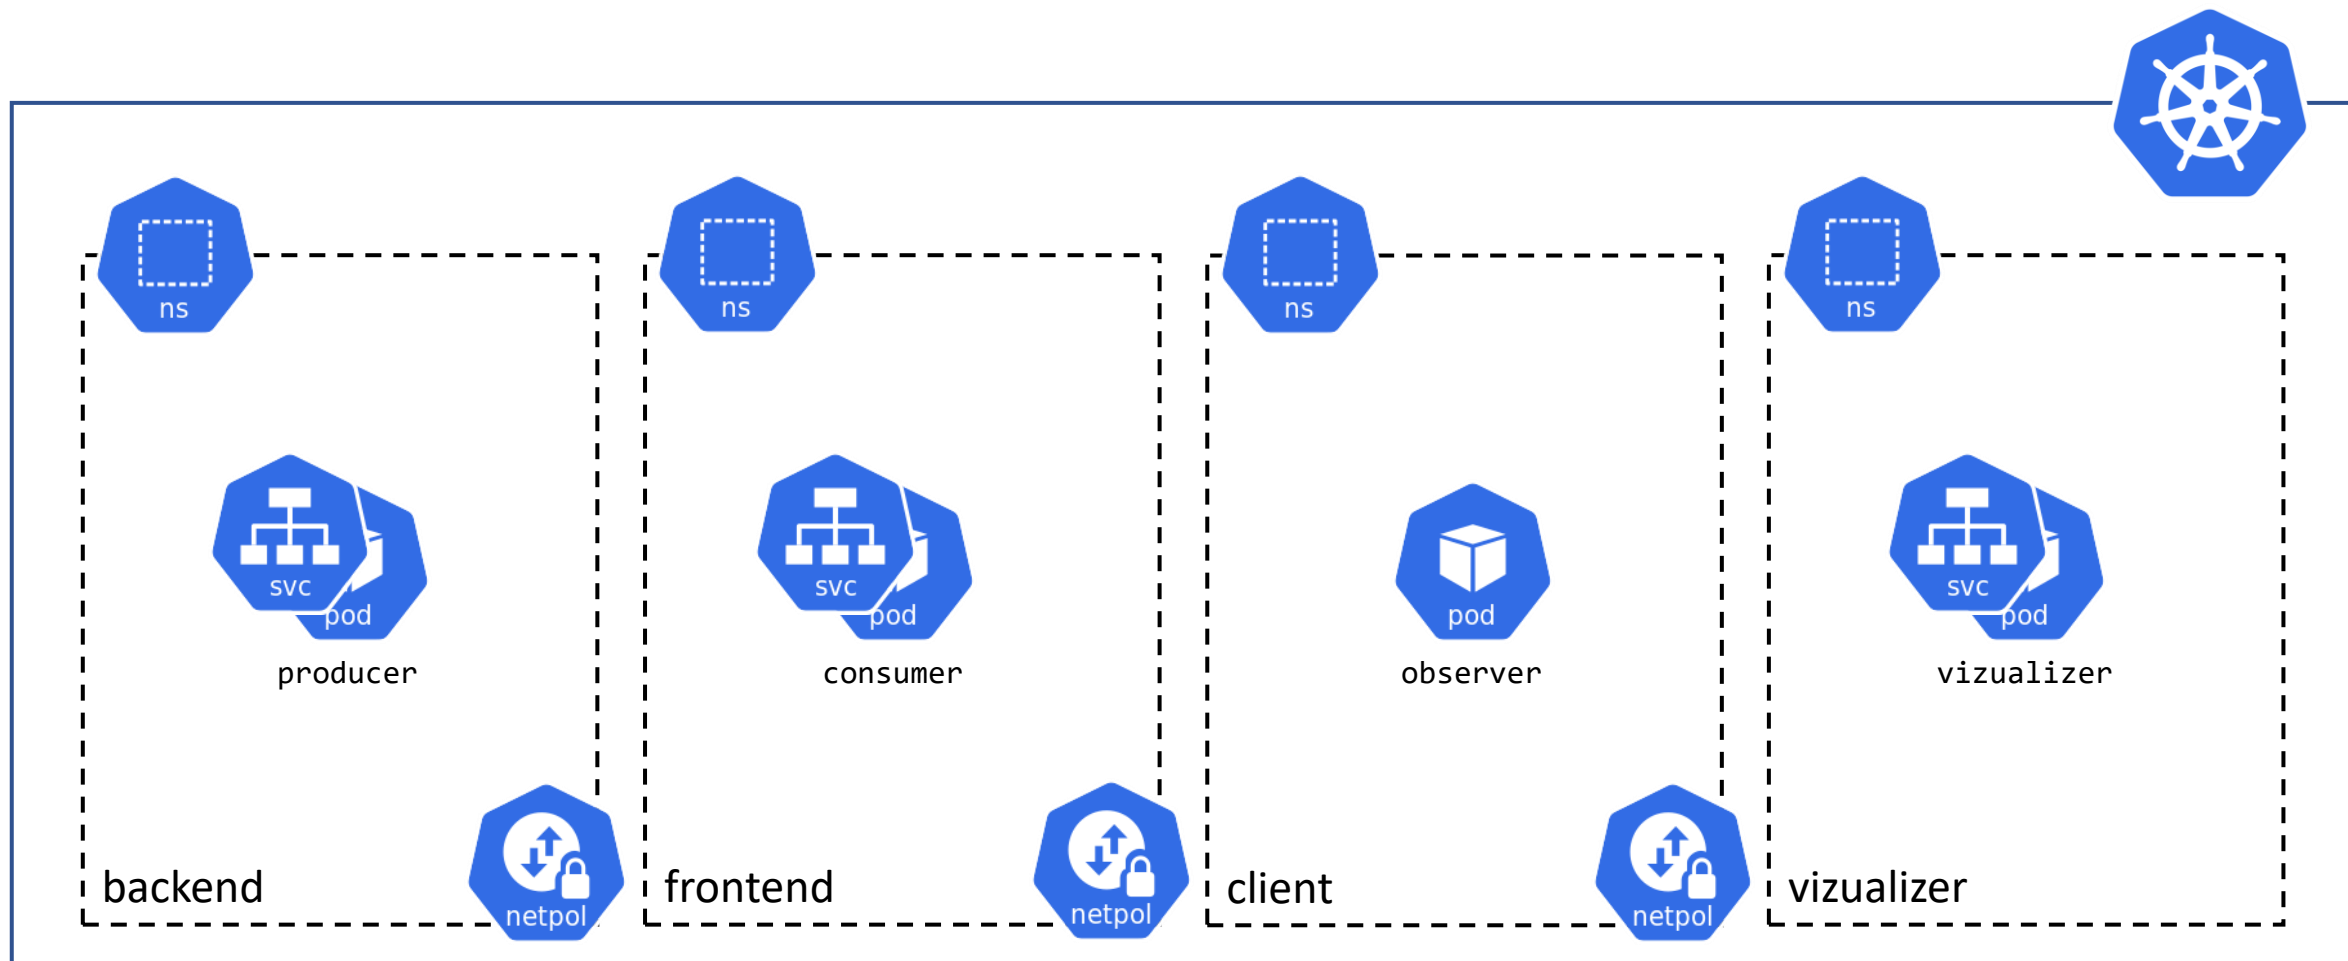 ns
ns
ns
ns
svc
pod
producer
svc
pod
consumer
pod
observer
svc
pod
vizualizer
backend
netpol
frontend
netpol
client
netpol
vizualizer